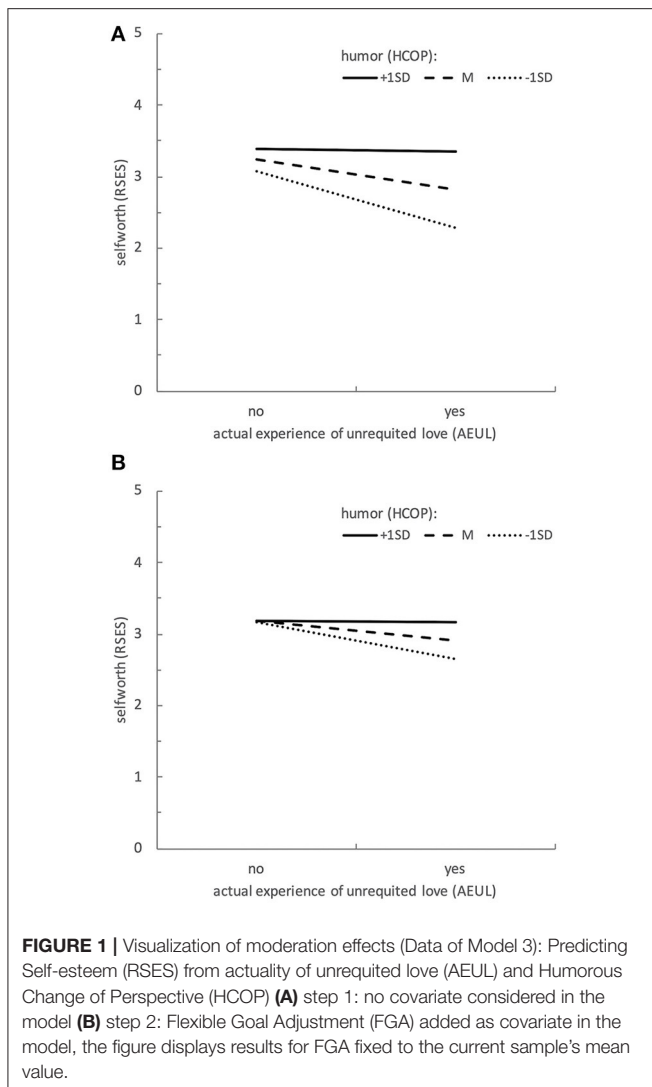 A
humor (HCOP):
+1SD M -1SD
5
4
3
2
1
0
selfworth (RSES)
no yes
actual experience of unrequited love (AEUL)
B
humor (HCOP):
+1SD M -1SD
5
4
3
2
1
0
selfworth (RSES)
no yes
actual experience of unrequited love (AEUL)
FIGURE 1 | Visualization of moderation effects (Data of Model 3): Predicting
Self-esteem (RSES) from actuality of unrequited love (AEUL) and Humorous
Change of Perspective (HCOP) (A) step 1: no covariate considered in the
model (B) step 2: Flexible Goal Adjustment (FGA) added as covariate in the
model, the figure displays results for FGA fixed to the current sample's mean
value.